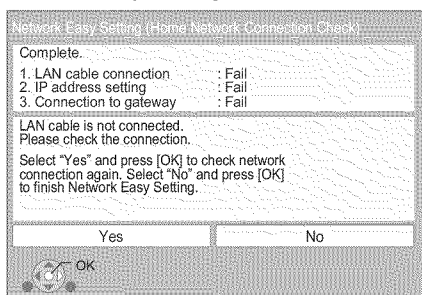 Network Easy Setting (Home Network Connection Check)
Complete.
1. LAN cable connection : Fail
2. IP address setting : Fail
3. Connection to gateway : Fail
LAN cable is not connected.
Please check the connection.
Select “Yes” and press [OK] to check network
connection again. Select “No” and press [OK]
to finish Network Easy Setting.
Yes No
OK